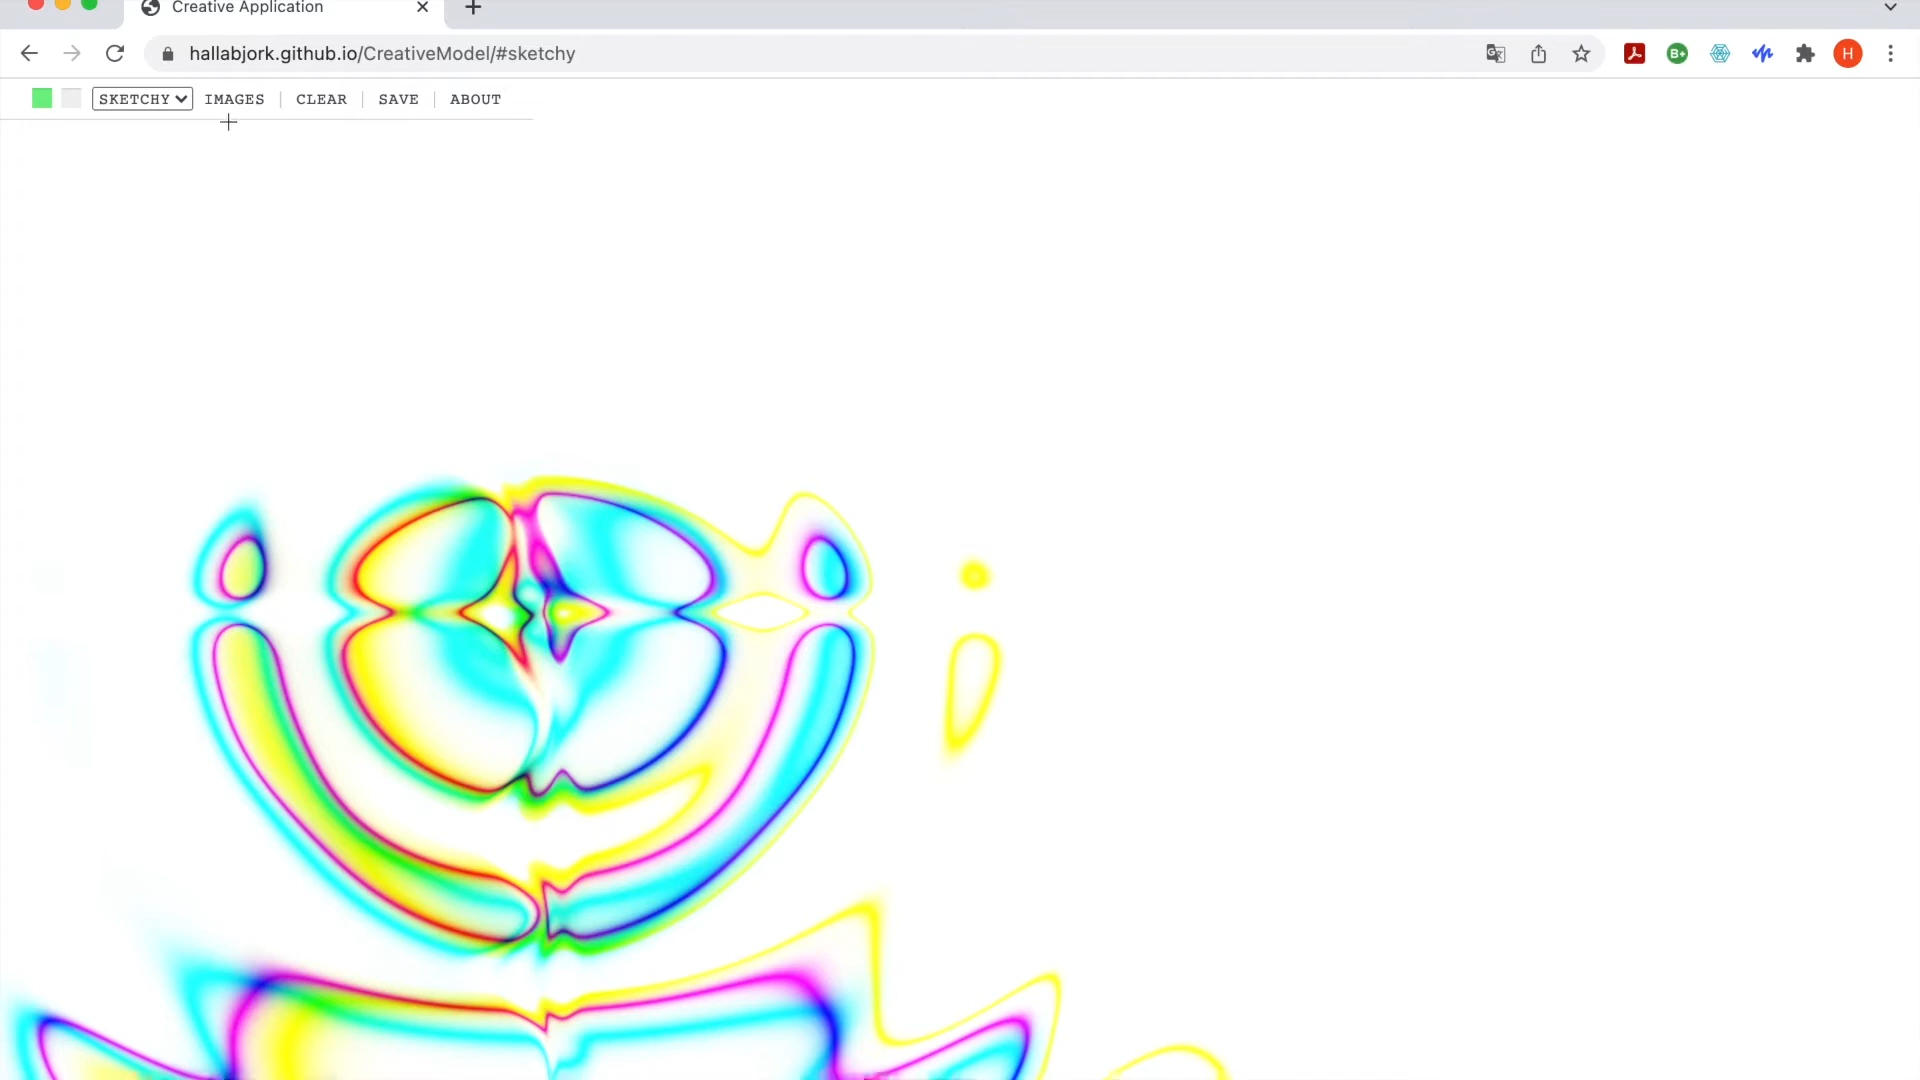 Creative Application
hallabjork.github.io/CreativeModel/#sketchy
B+
H
SKETCHY IMAGES | CLEAR | SAVE | ABOUT